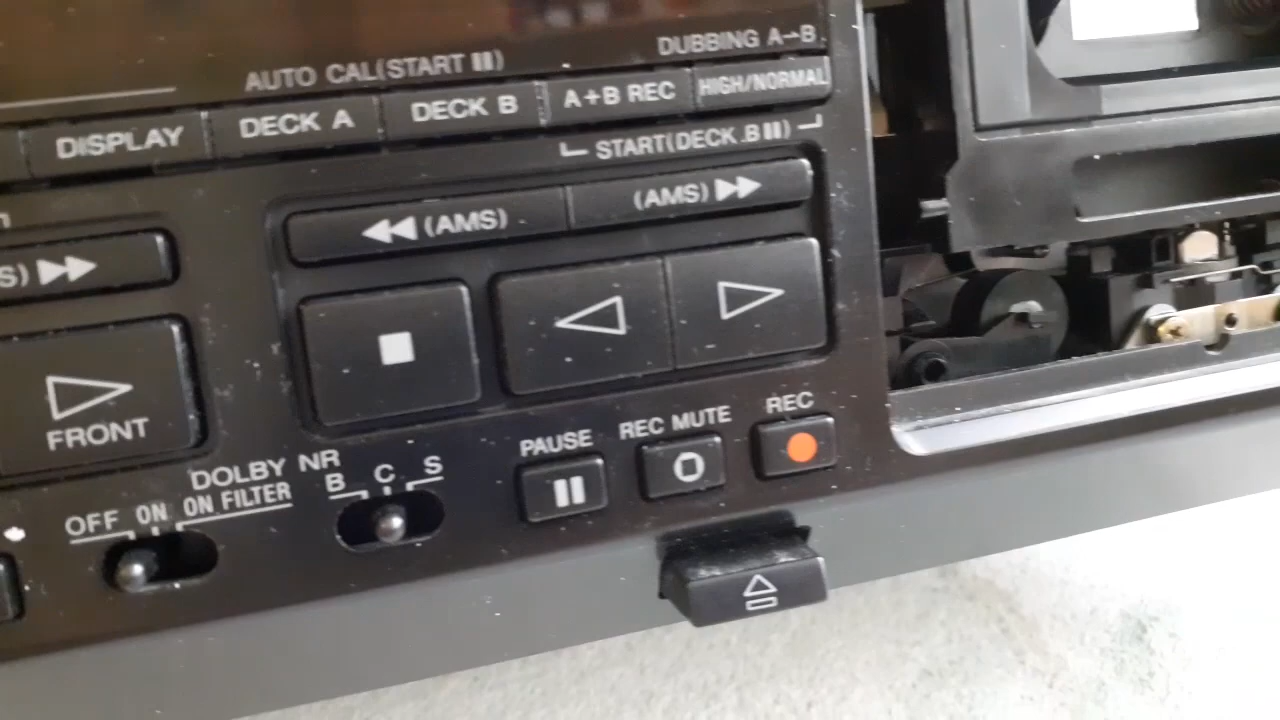 DUBBING A→B
AUTO CAL(START ▮▮)
DISPLAY DECK A DECK B A+B REC HIGH/NORMAL
START(DECK B ▮▮)
◀◀ (AMS) (AMS) ▶▶
S) ▶▶
FRONT
REC
PAUSE REC MUTE
DOLBY NR
B C S
OFF ON ON FILTER